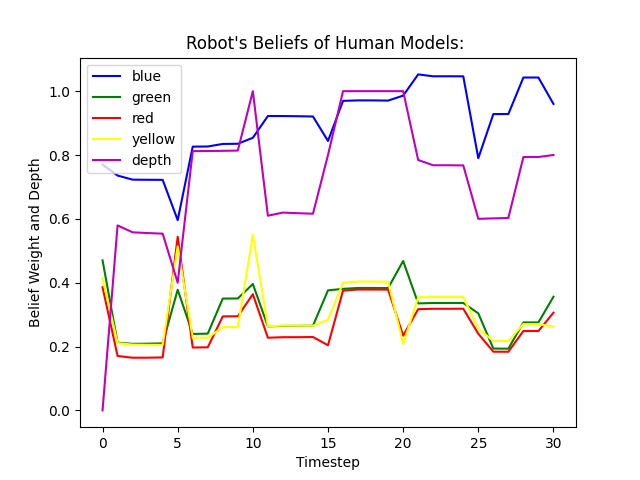 Robot's Beliefs of Human Models:
blue
green
red
yellow
depth
Belief Weight and Depth
1.0
0.8
0.6
0.4
0.2
0.0
0 5 10 15 20 25 30
Timestep